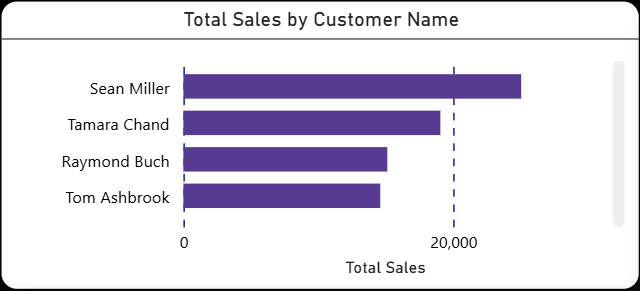 Total Sales by Customer Name
Sean Miller
Tamara Chand
Raymond Buch
Tom Ashbrook
0 20,000
Total Sales